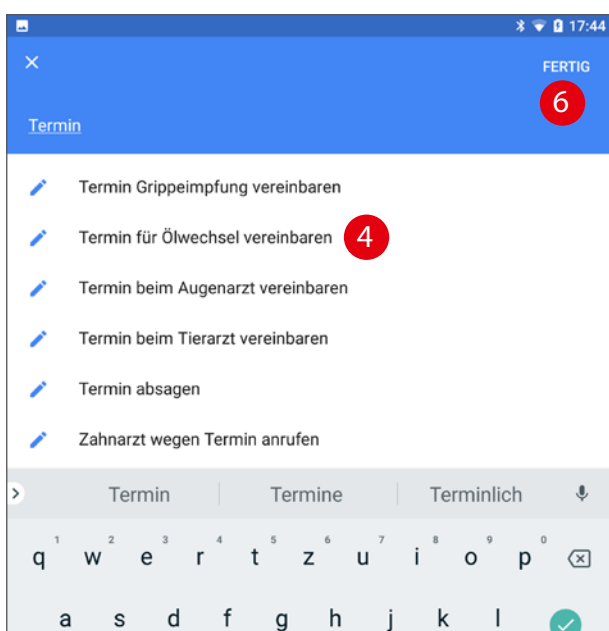 17:44
FERTIG
6
Termin
Termin Grippeimpfung vereinbaren
Termin für Ölwechsel vereinbaren 4
Termin beim Augenarzt vereinbaren
Termin beim Tierarzt vereinbaren
Termin absagen
Zahnarzt wegen Termin anrufen
Termin Termine Terminlich
1 2 3 4 5 6 7 8 9 0
q w e r t z u i o p
a s d f g h j k l